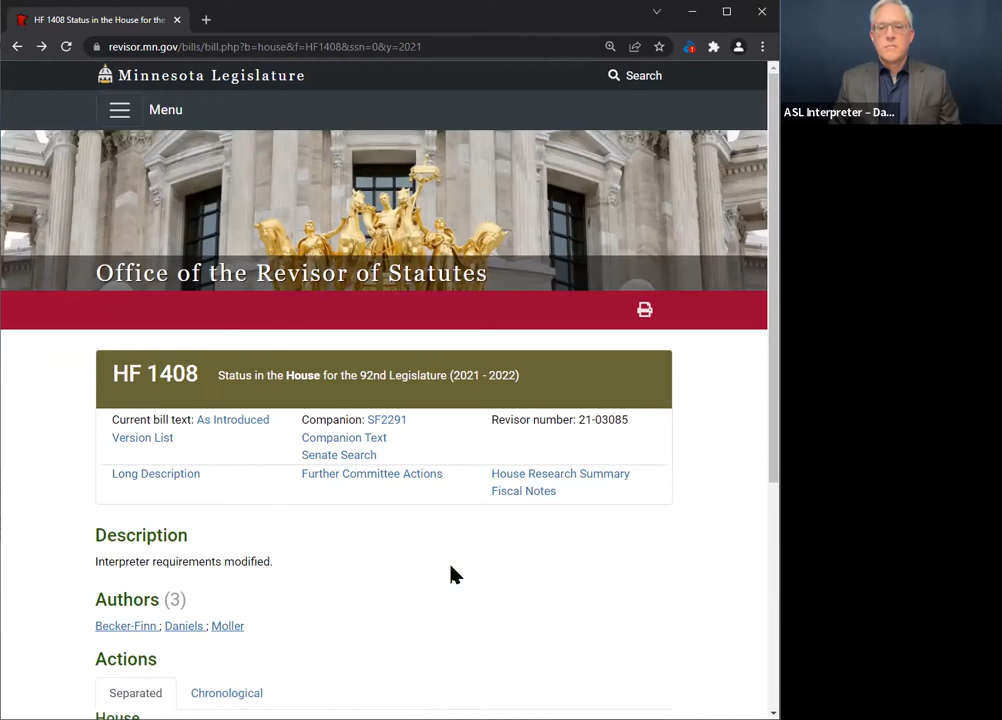 HF 1408 Status in the House for the
revisor.mn.gov/bills/bill.php?b=house&f=HF1408&ssn=0&y=2021
Minnesota Legislature
Search
Menu
ASL Interpreter – Da...
Office of the Revisor of Statutes
HF 1408 Status in the House for the 92nd Legislature (2021 - 2022)
Current bill text: As Introduced
Version List
Companion: SF2291
Companion Text
Senate Search
Revisor number: 21-03085
Long Description
Further Committee Actions
House Research Summary
Fiscal Notes
Description
Interpreter requirements modified.
Authors (3)
Becker-Finn ; Daniels ; Moller
Actions
Separated Chronological
House